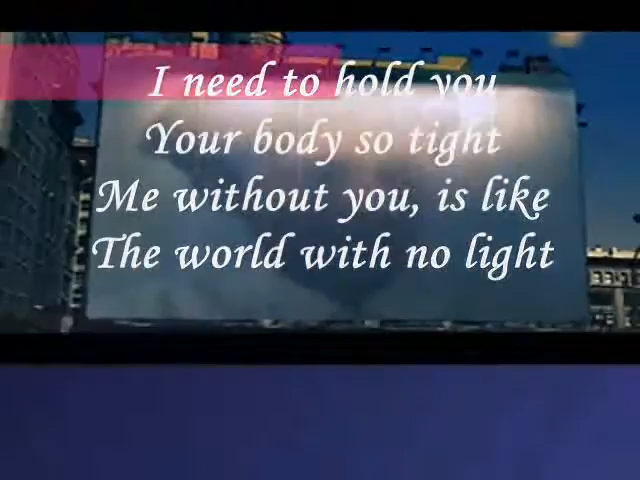 I need to hold you
Your body so tight
Me without you, is like
The world with no light